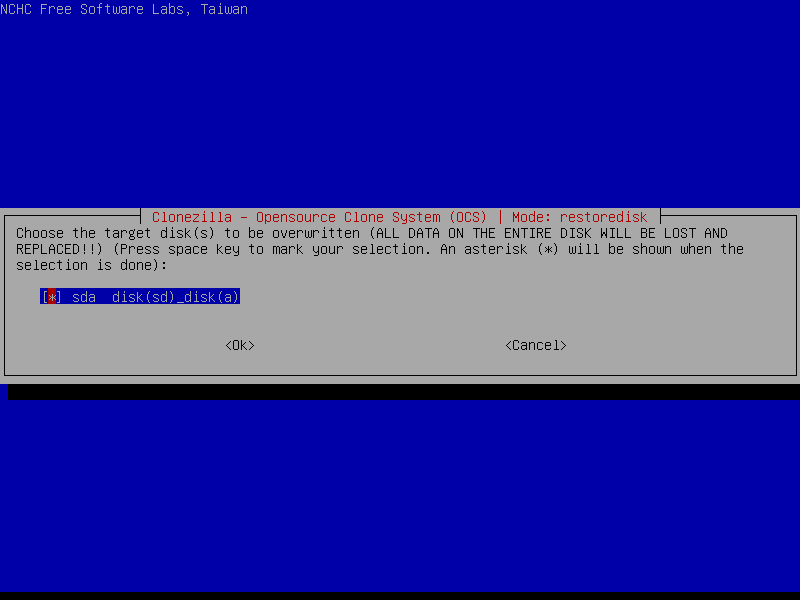 NCHC Free Software Labs, Taiwan
Clonezilla - Opensource Clone System (OCS) | Mode: restoredisk
Choose the target disk(s) to be overwritten (ALL DATA ON THE ENTIRE DISK WILL BE LOST AND
REPLACED!!) (Press space key to mark your selection. An asterisk (*) will be shown when the
selection is done):
[*] sda  disk(sd)_disk(a)
<Ok> <Cancel>